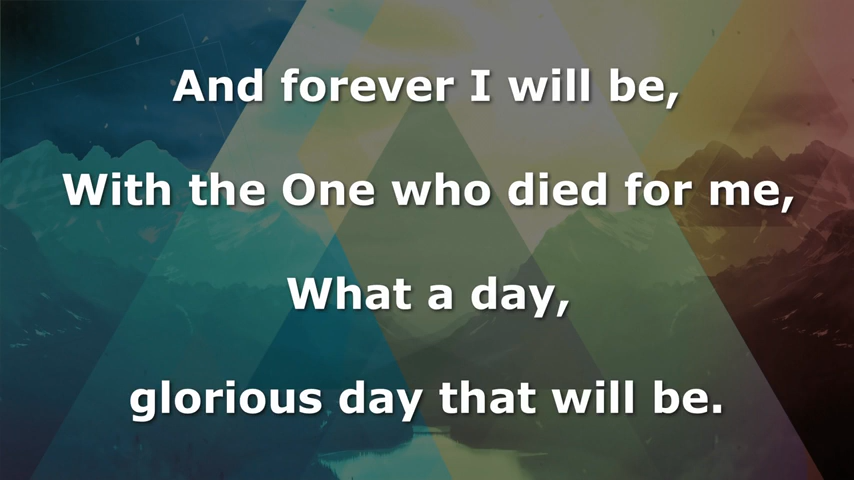 And forever I will be,
With the One who died for me,
What a day,
glorious day that will be.